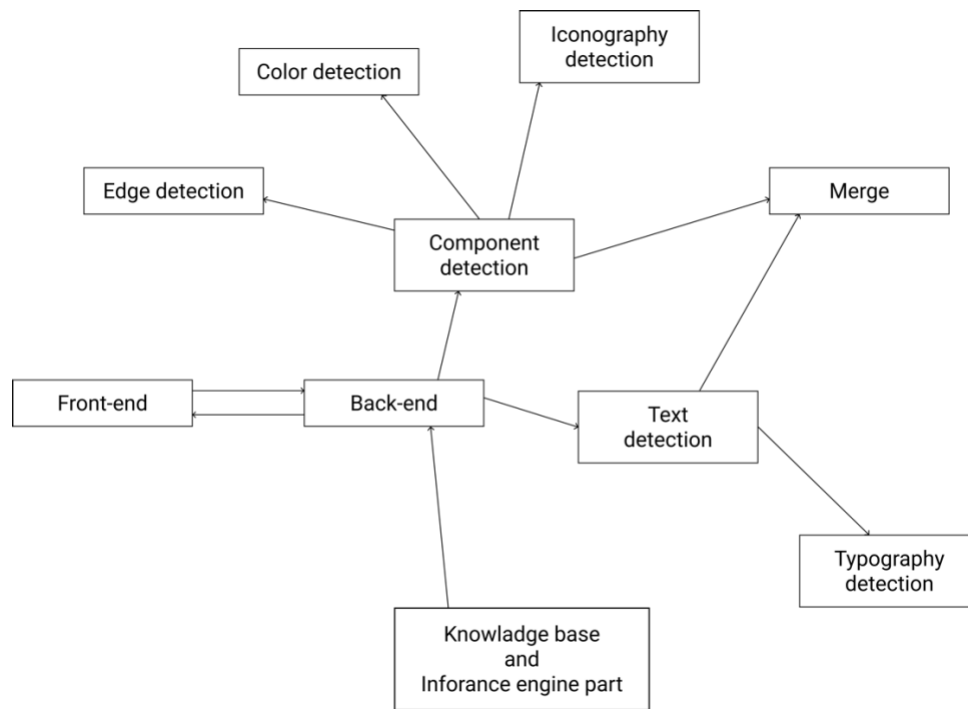 Iconography
detection
Color detection
Edge detection
Merge
Component
detection
Front-end
Back-end
Text
detection
Typography
detection
Knowladge base
and
Inforance engine part